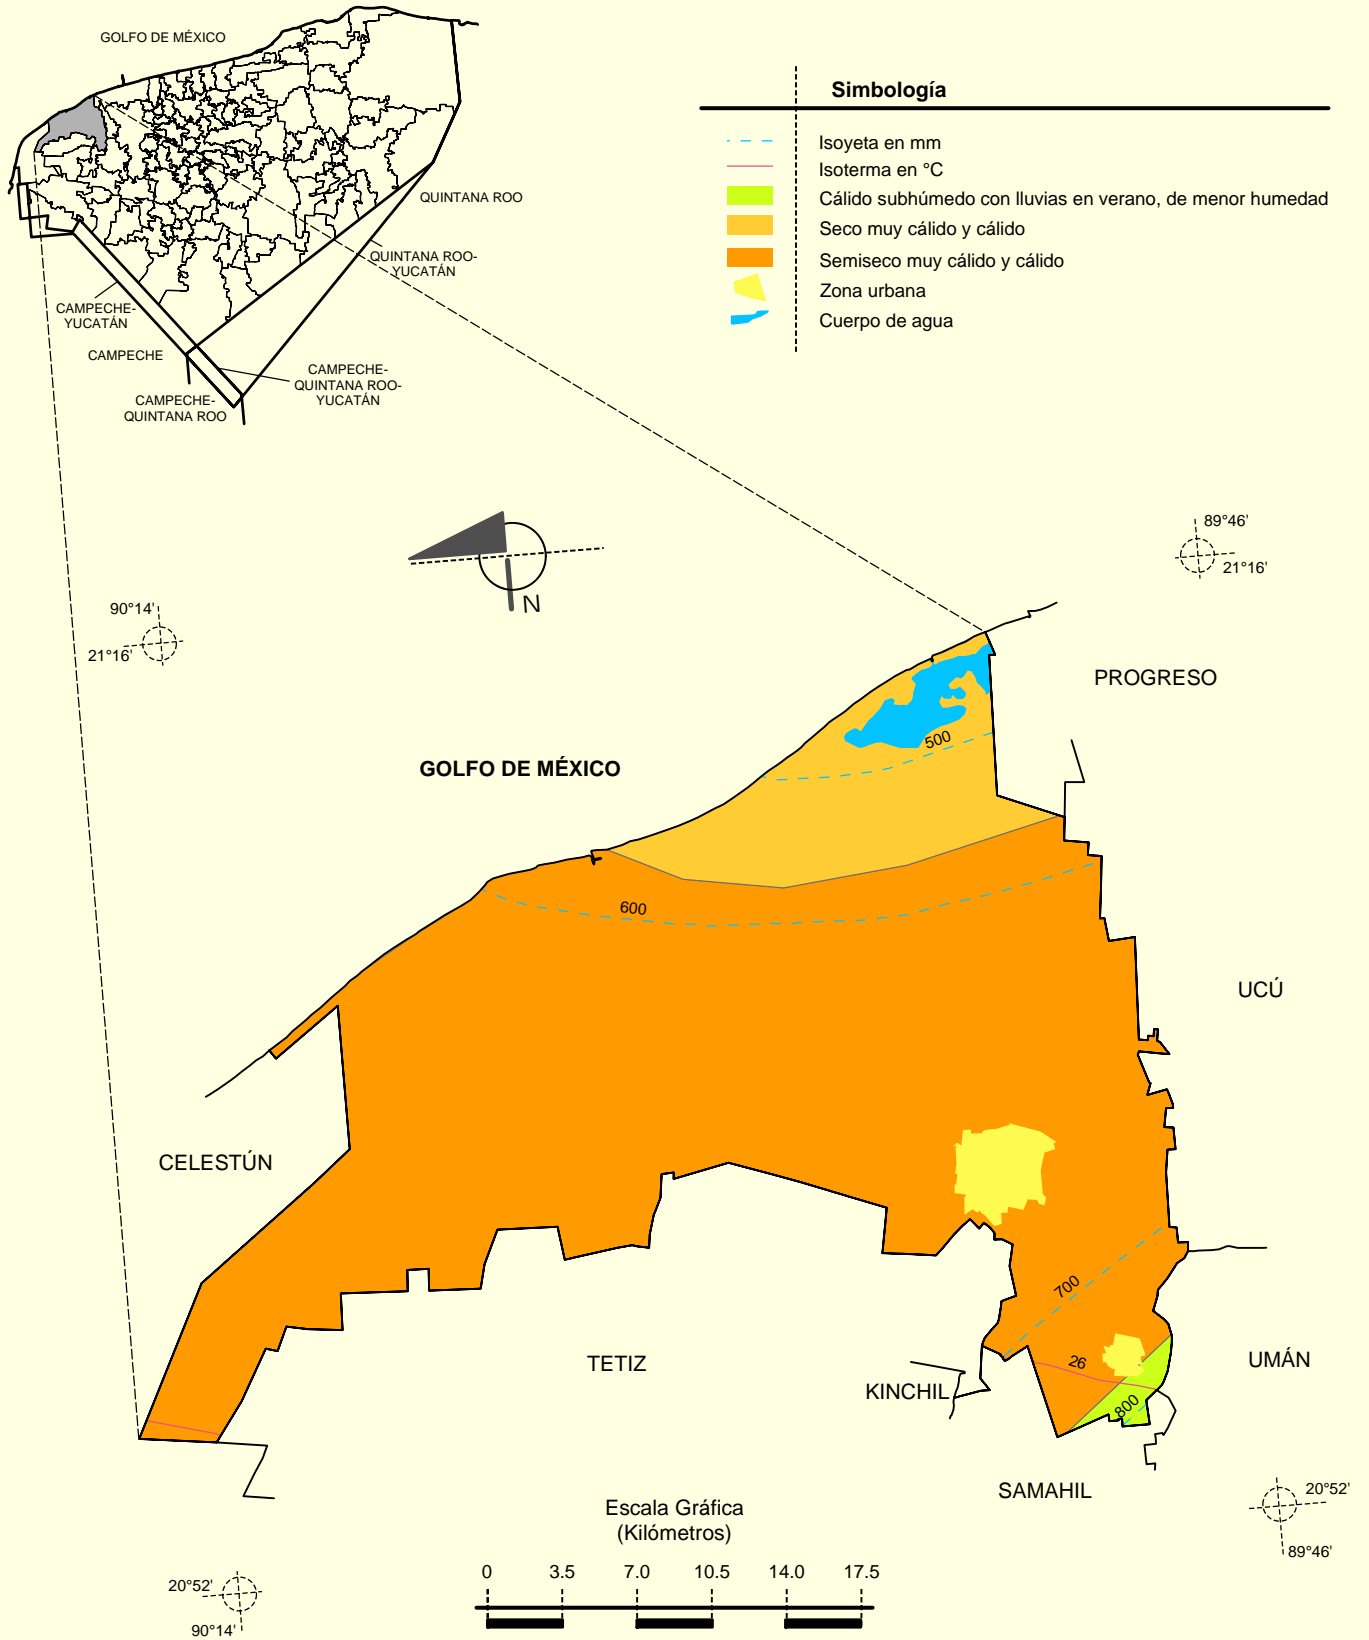 GOLFO DE MÉXICO
QUINTANA ROO
QUINTANA ROO-
YUCATÁN
CAMPECHE-
YUCATÁN
CAMPECHE
CAMPECHE-
QUINTANA ROO-
YUCATÁN
CAMPECHE-
QUINTANA ROO
Simbología
Isoyeta en mm
Isoterma en °C
Cálido subhúmedo con lluvias en verano, de menor humedad
Seco muy cálido y cálido
Semiseco muy cálido y cálido
Zona urbana
Cuerpo de agua
N
89°46'
21°16'
90°14'
21°16'
PROGRESO
500
GOLFO DE MÉXICO
600
UCÚ
CELESTÚN
700
TETIZ
26
UMÁN
KINCHIL
800
SAMAHIL
20°52'
89°46'
Escala Gráfica
(Kilómetros)
0 3.5 7.0 10.5 14.0 17.5
20°52'
90°14'